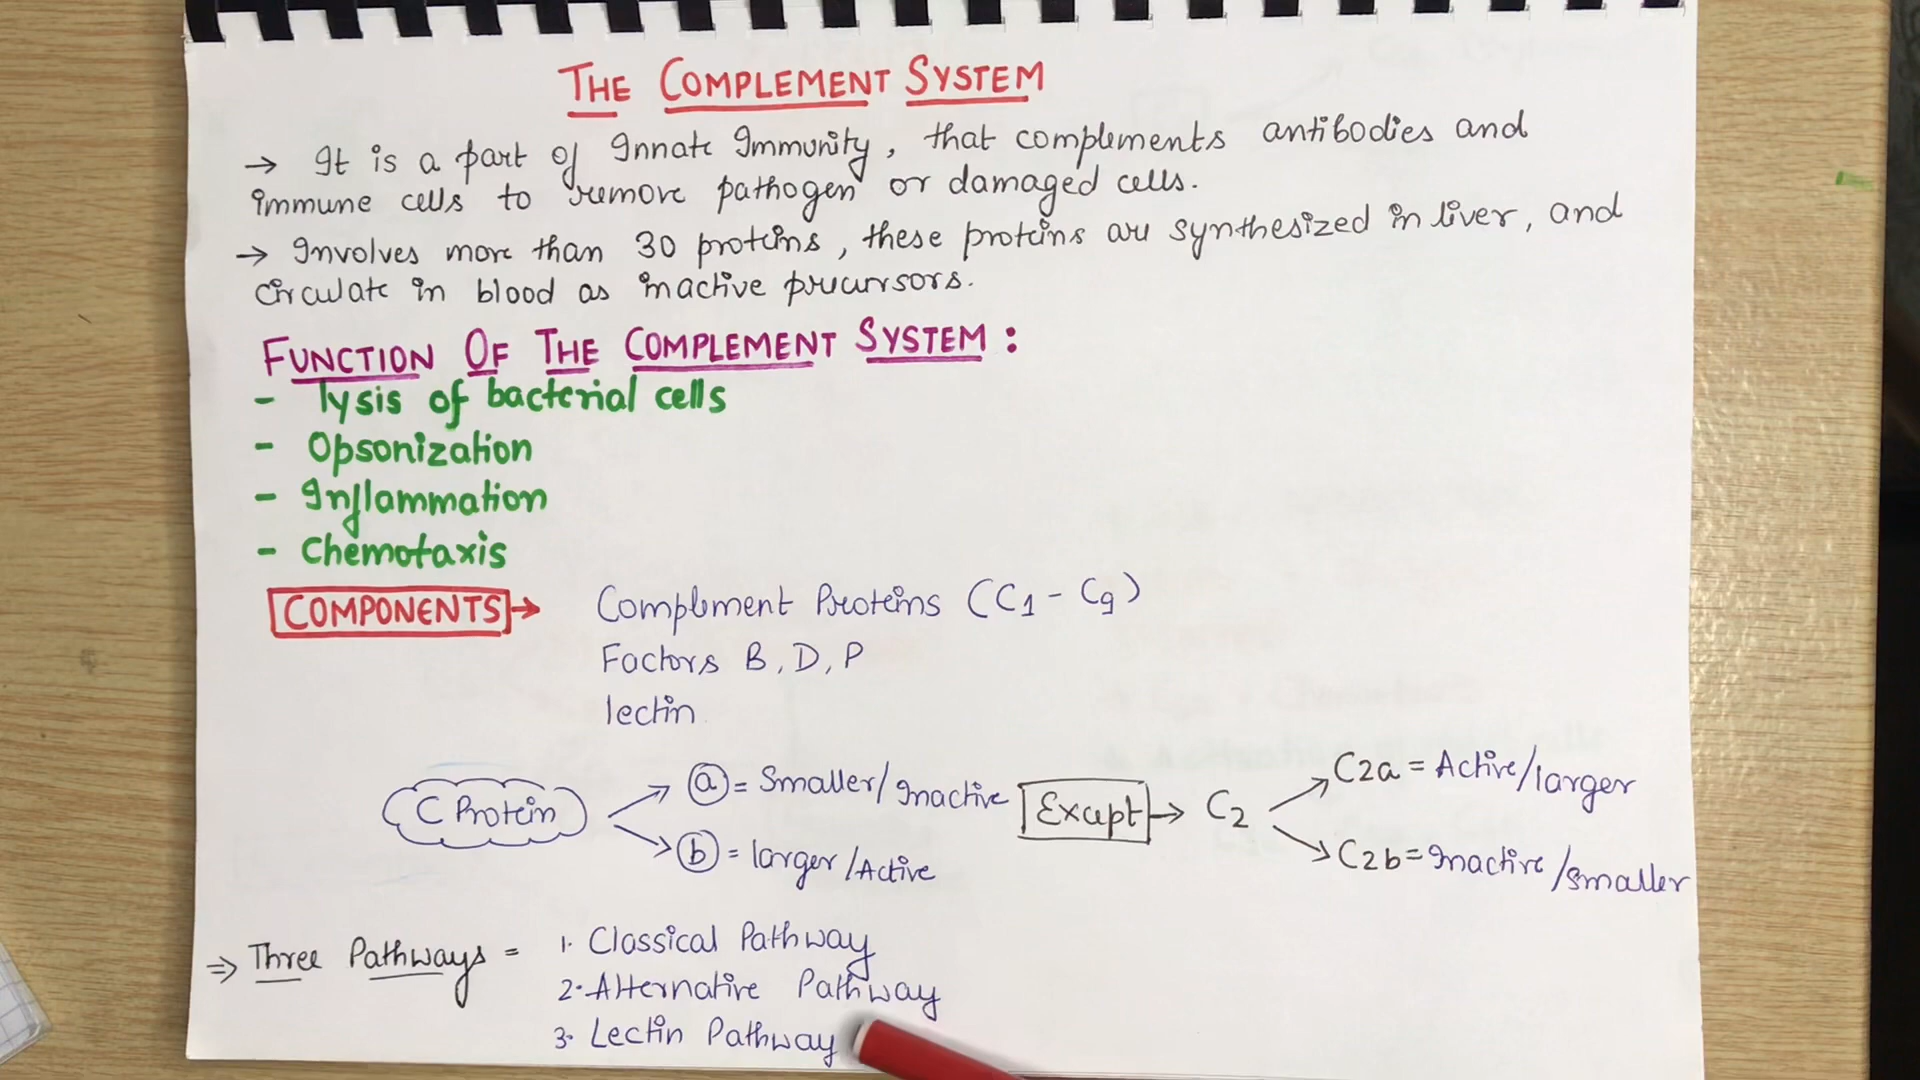 THE COMPLEMENT SYSTEM
→ It is a part of Innate Immunity, that complements antibodies and
immune cells to remove pathogen or damaged cells.
→ Involves more than 30 proteins, these proteins are synthesized in liver, and
circulate in blood as inactive precursors.
FUNCTION OF THE COMPLEMENT SYSTEM :
- lysis of bacterial cells
- Opsonization
- Inflammation
- Chemotaxis
COMPONENTS → Complement Proteins (C1 - C9)
Factors B, D, P
lectin
C Protein
a = Smaller/Inactive
b = larger/Active
Except → C2
C2a = Active/larger
C2b = Inactive/smaller
⇒ Three Pathways = 1. Classical Pathway
2. Alternative Pathway
3. Lectin Pathway